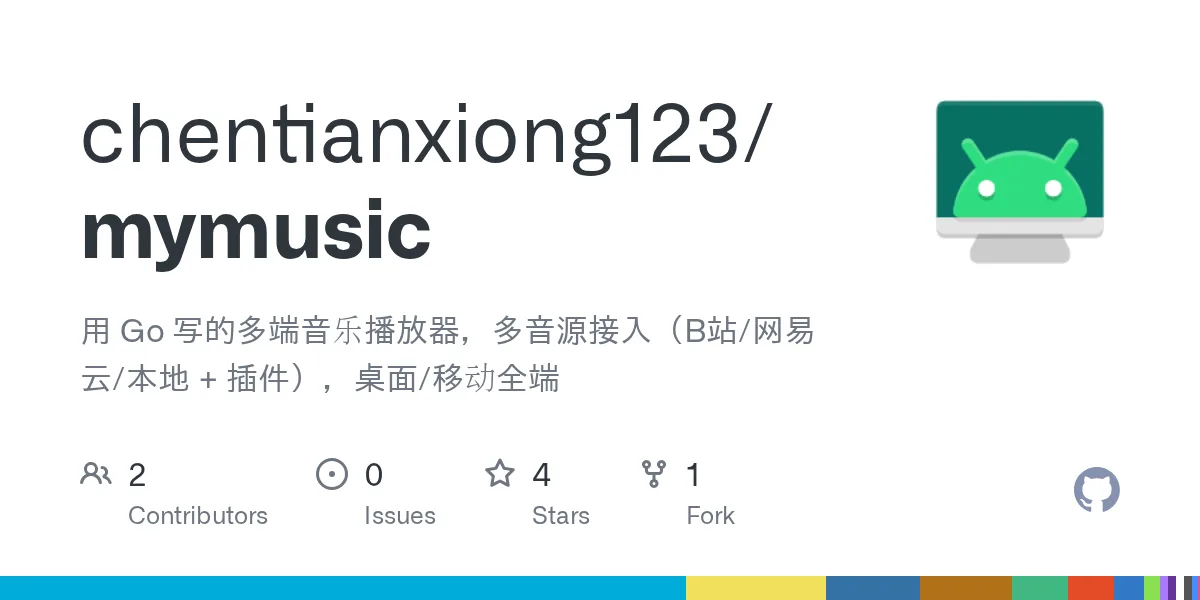 chentianxiong123/
mymusic
用 Go 写的多端音乐播放器，多音源接入（B站/网易
云/本地 + 插件），桌面/移动全端
2
Contributors
0
Issues
4
Stars
1
Fork